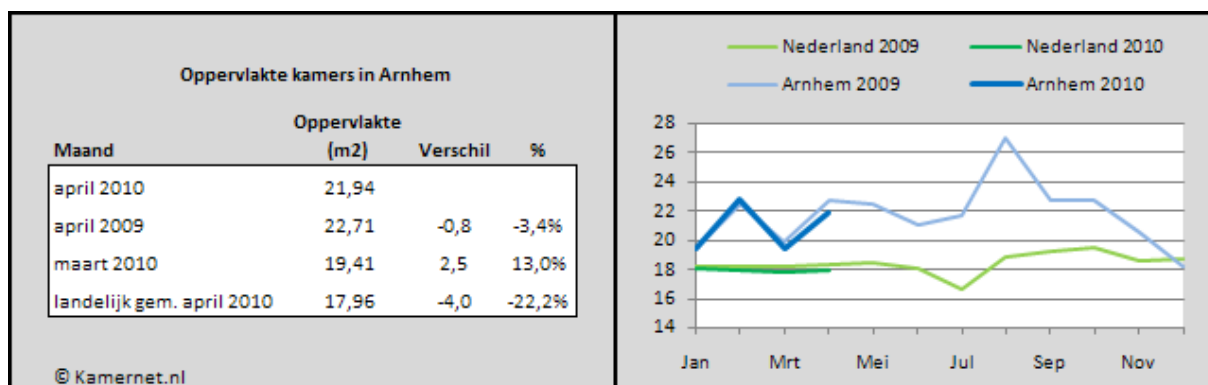 Oppervlakte kamers in Arnhem
Oppervlakte
Maand (m2) Verschil %
april 2010 21,94
april 2009 22,71 -0,8 -3,4%
maart 2010 19,41 2,5 13,0%
landelijk gem. april 2010 17,96 -4,0 -22,2%
© Kamernet.nl
Nederland 2009 Nederland 2010
Arnhem 2009 Arnhem 2010
28
26
24
22
20
18
16
14
Jan Mrt Mei Jul Sep Nov